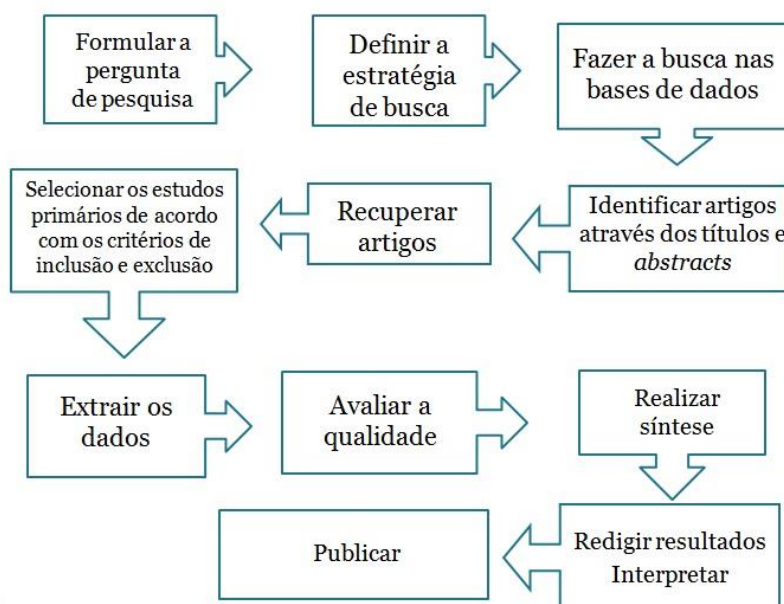 Formular a
pergunta
de pesquisa
Definir a
estratégia
de busca
Fazer a busca nas
bases de dados
Identificar artigos
através dos títulos e
abstracts
Recuperar
artigos
Selecionar os estudos
primários de acordo
com os critérios de
inclusão e exclusão
Extrair os
dados
Avaliar a
qualidade
Realizar
síntese
Redigir resultados
Interpretar
Publicar